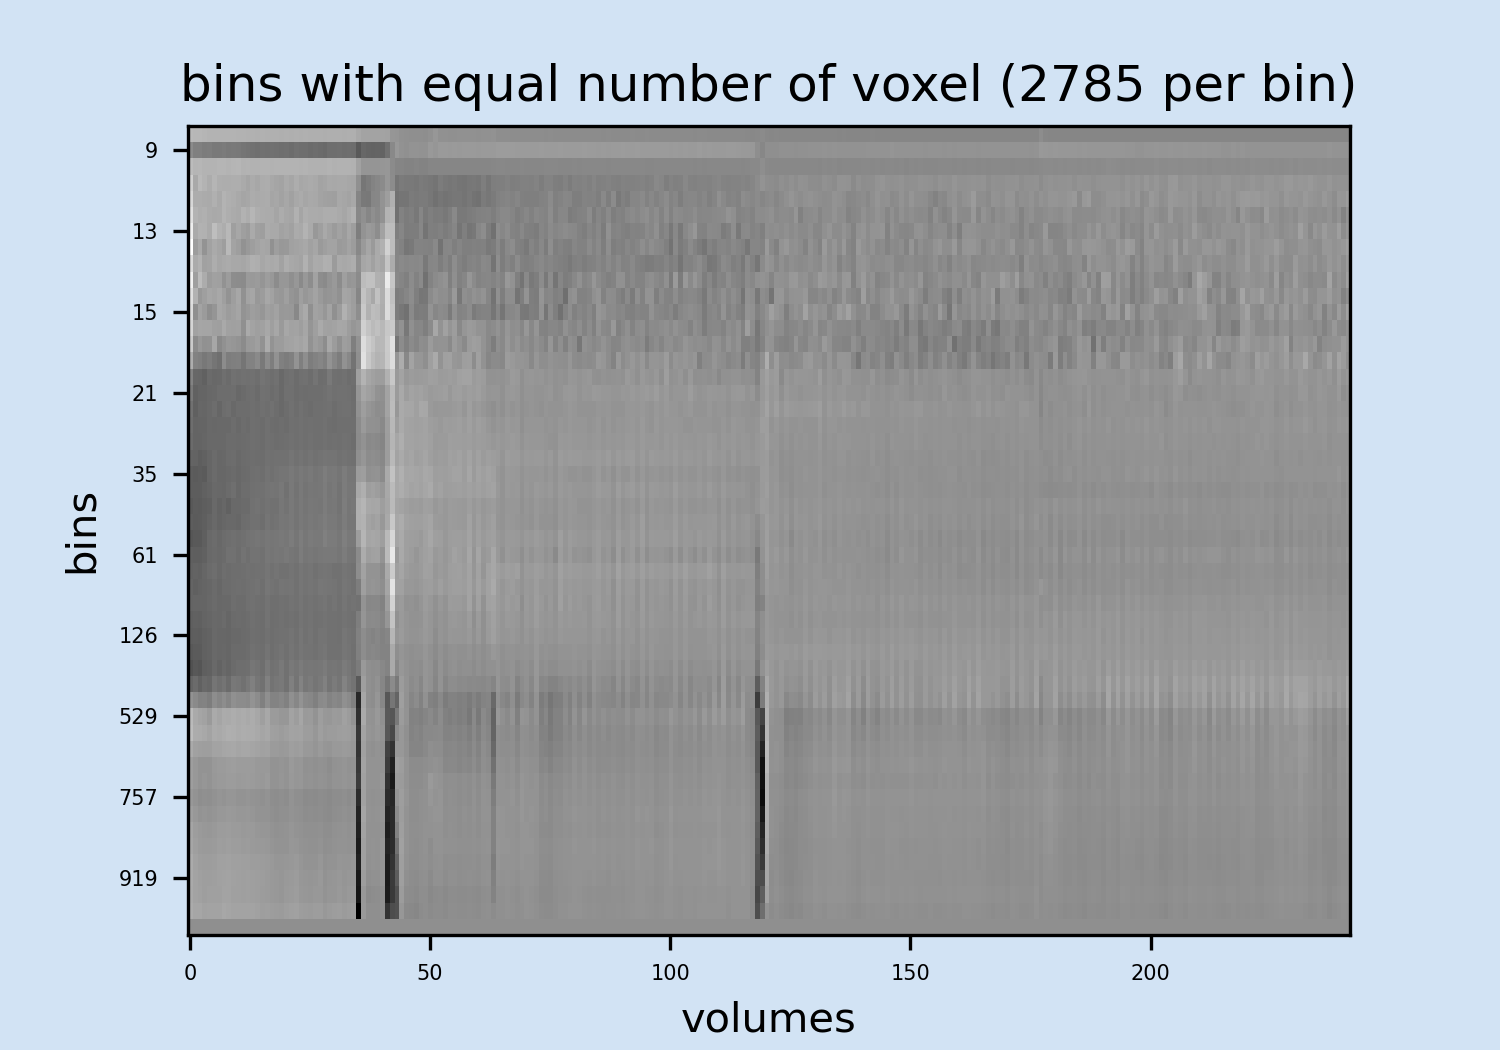 bins with equal number of voxel (2785 per bin)
9
13
15
21
35
61
126
529
757
919
bins
0 50 100 150 200
volumes